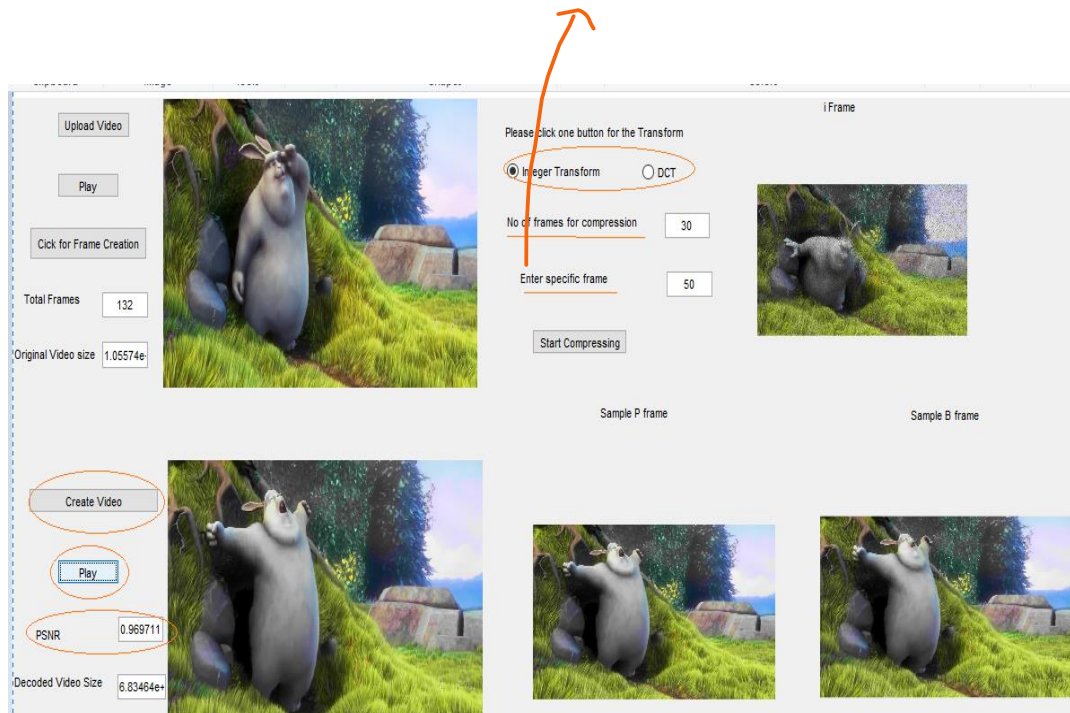 i Frame
Upload Video
Please click one button for the Transform
Integer Transform
DCT
Play
No of frames for compression
30
Cick for Frame Creation
Enter specific frame
50
Total Frames
132
Start Compressing
Original Video size
1.05574e-
Sample P frame
Sample B frame
Create Video
Play
PSNR
0.969711
Decoded Video Size
6.83464e+